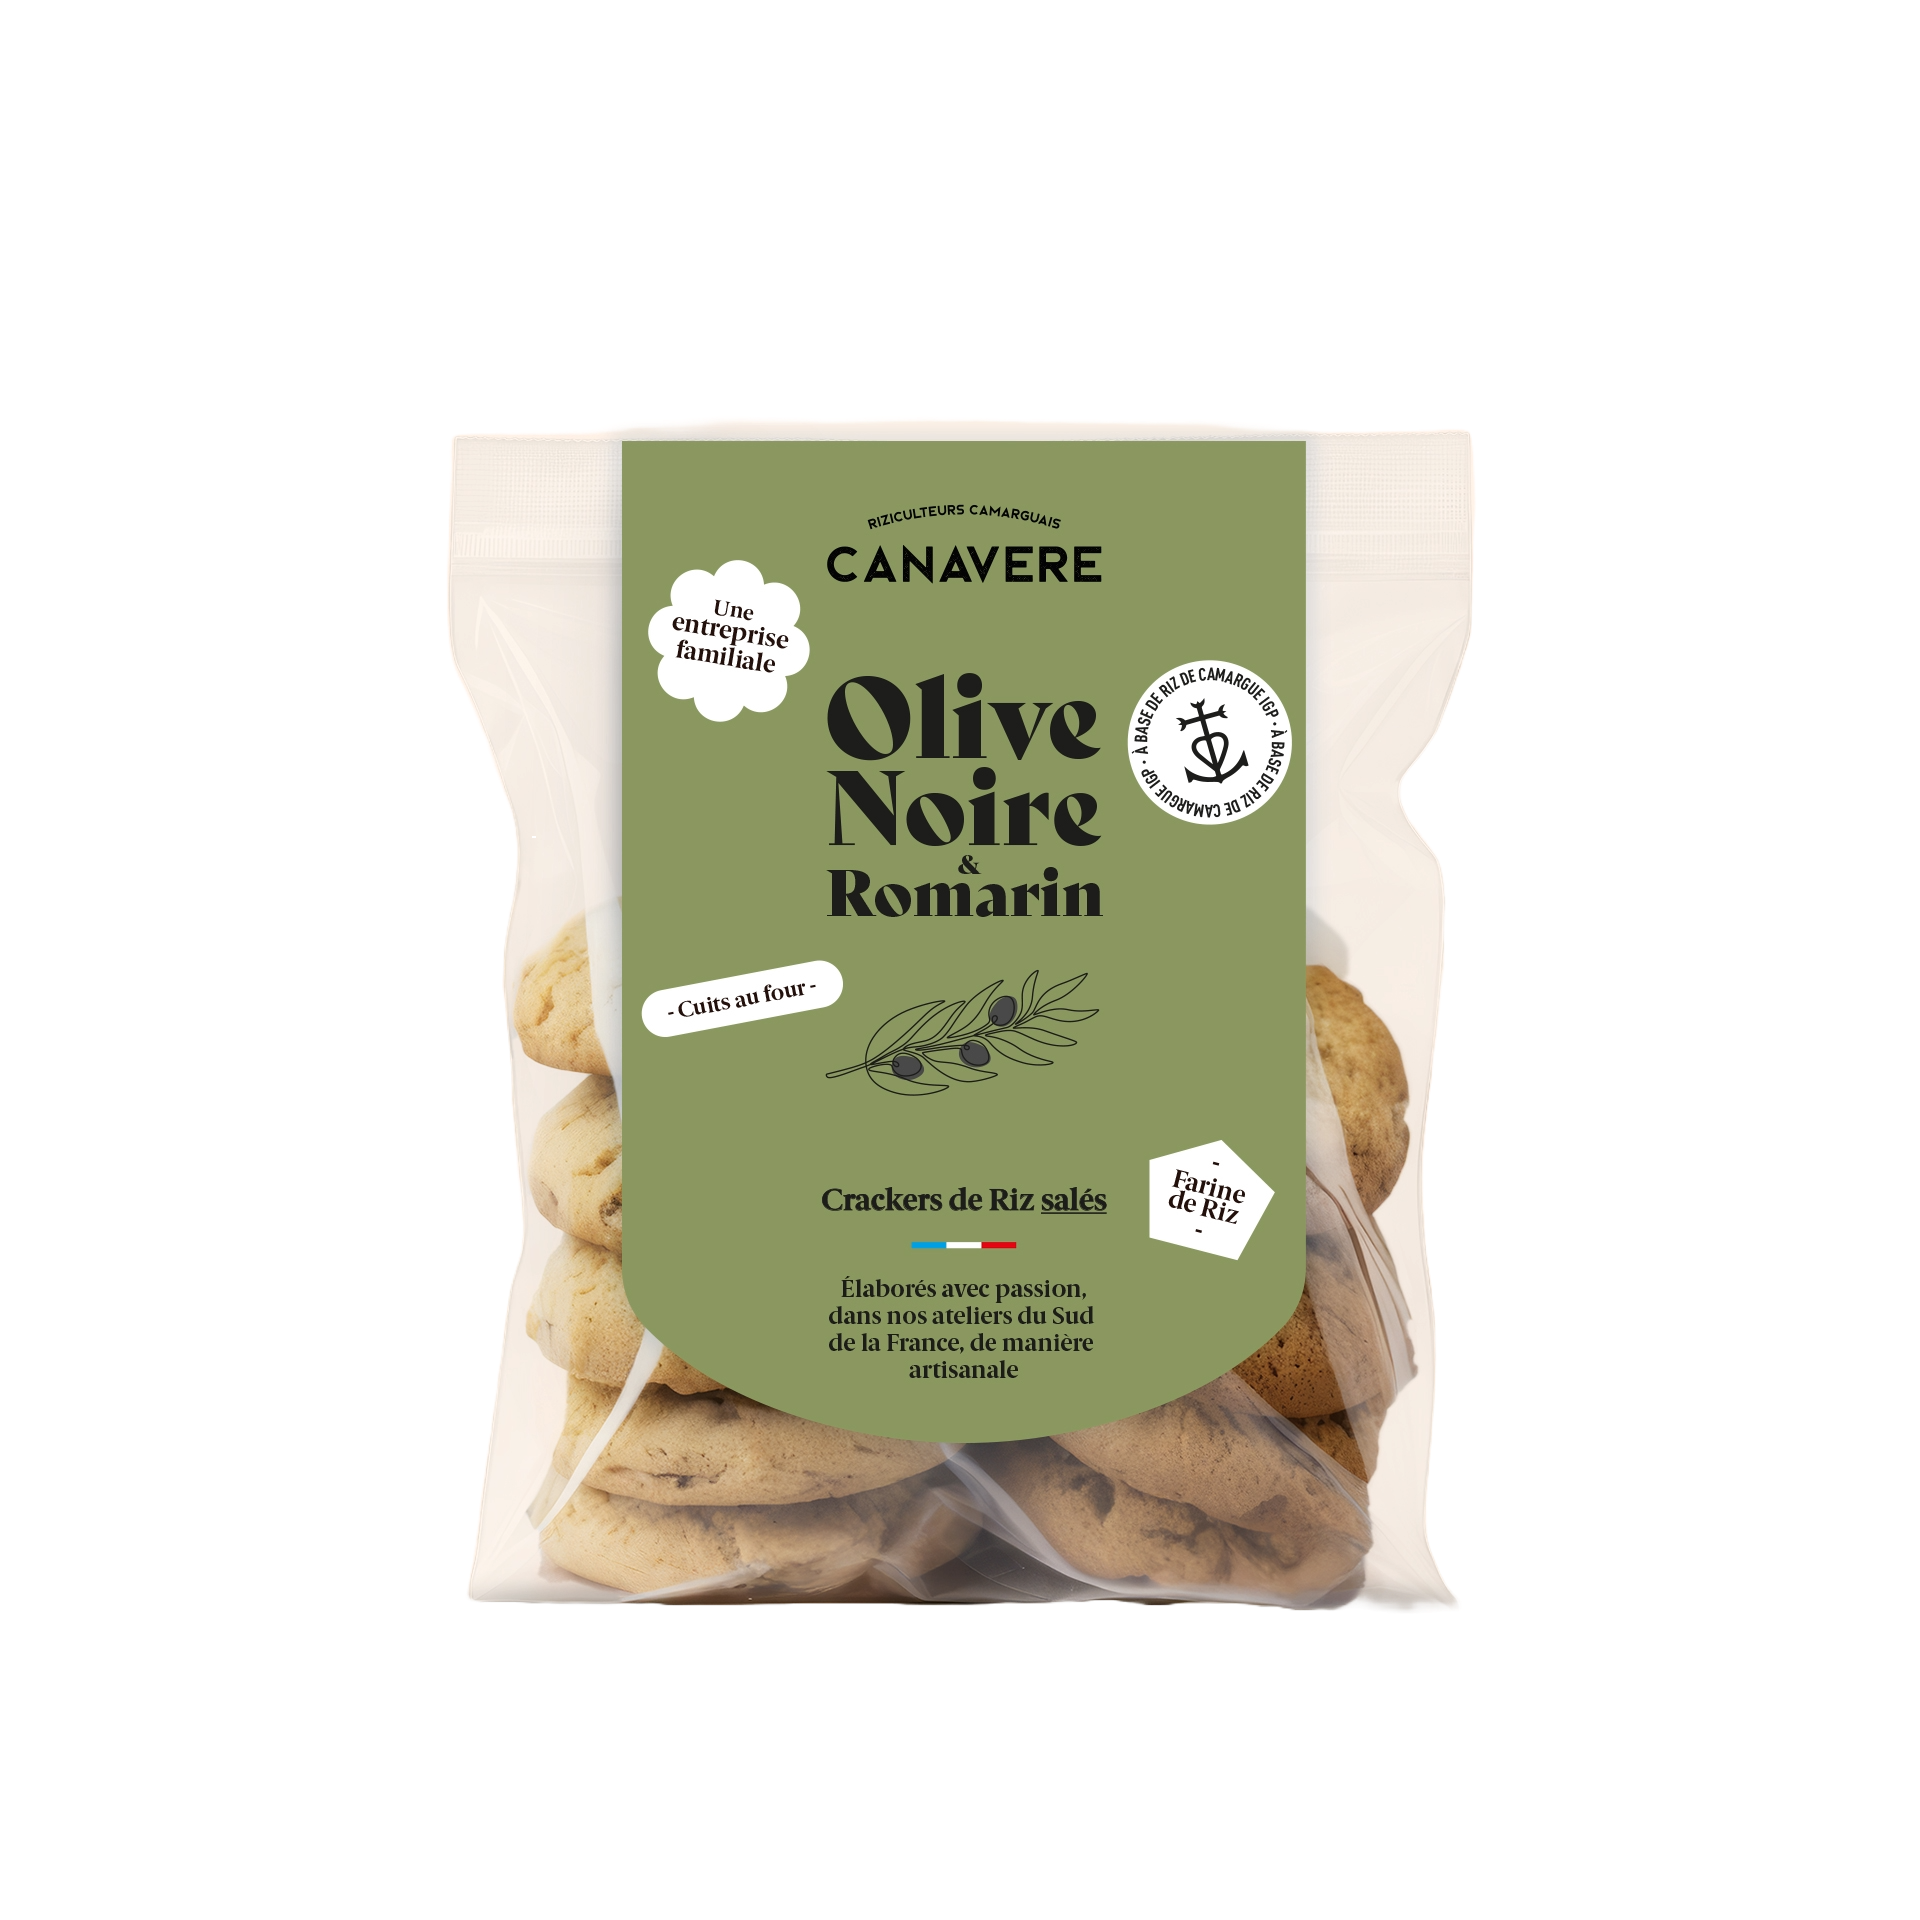 RIZICULTEURS CAMARGUAIS
CANAVERE
Une
entreprise
familiale
Olive
Noire
&
Romarin
À BASE DE RIZ DE CAMARGUE IGP • À BASE DE RIZ DE CAMARGUE IGP •
- Cuits au four -
Crackers de Riz salés
-
Farine
de Riz
-
Élaborés avec passion,
dans nos ateliers du Sud
de la France, de manière
artisanale